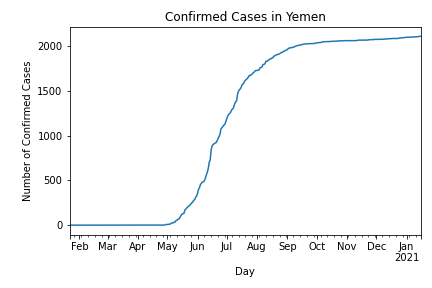 Confirmed Cases in Yemen
Number of Confirmed Cases
2000
1500
1000
500
0
Feb Mar Apr May Jun Jul Aug Sep Oct Nov Dec Jan
2021
Day